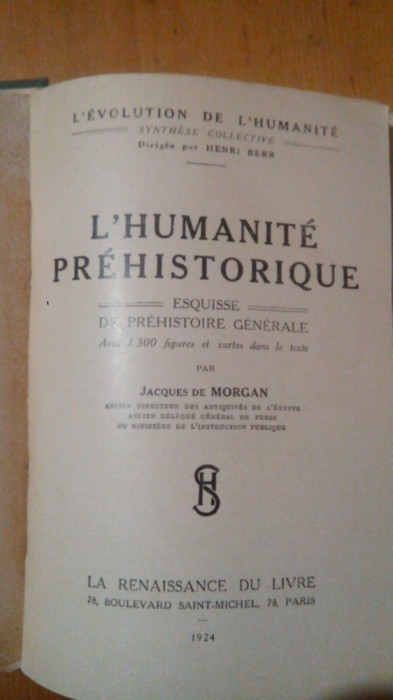 L'ÉVOLUTION DE L'HUMANITÉ
SYNTHÈSE COLLECTIVE
Dirigée par HENRI BERR
L'HUMANITÉ
PRÉHISTORIQUE
ESQUISSE
DE PRÉHISTOIRE GÉNÉRALE
Avec 1 300 figures et cartes dans le texte
PAR
JACQUES DE MORGAN
ANCIEN DIRECTEUR DES ANTIQUITÉS DE L'ÉGYPTE
ANCIEN DÉLÉGUÉ GÉNÉRAL EN PERSE
DU MINISTÈRE DE L'INSTRUCTION PUBLIQUE
LA RENAISSANCE DU LIVRE
78, BOULEVARD SAINT-MICHEL, 78, PARIS
1924